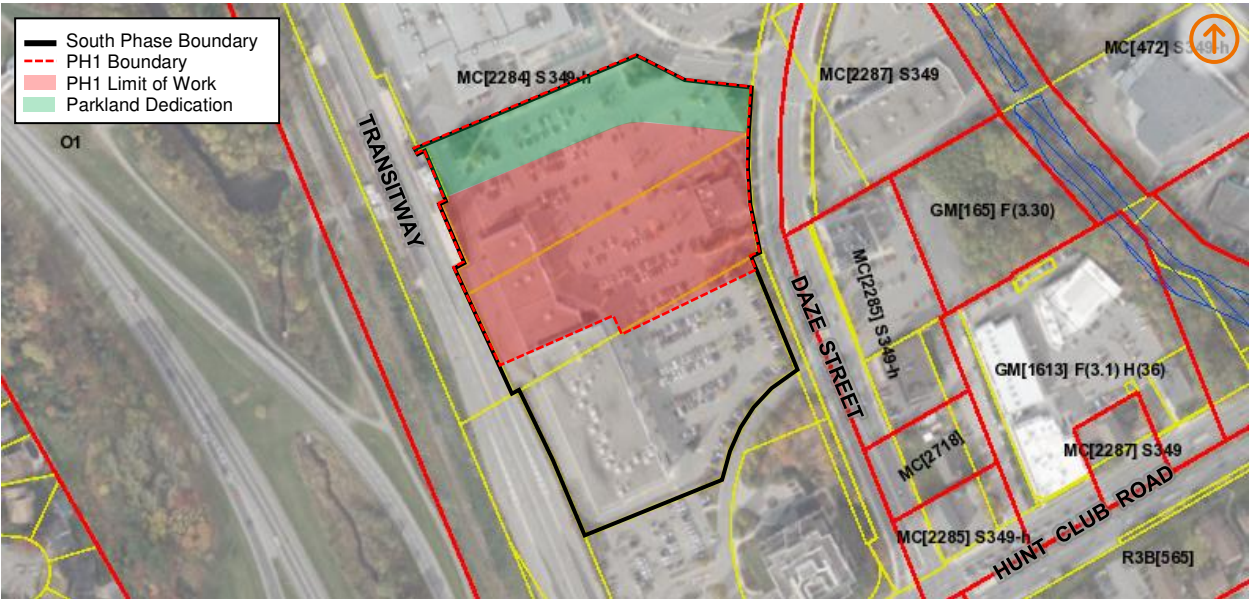 South Phase Boundary
PH1 Boundary
PH1 Limit of Work
Parkland Dedication
O1
TRANSITWAY
MC[2284] S349-h
MC[2287] S349
MC[472] S349-h
GM[165] F(3.30)
MC[2285] S349-h
DAZE STREET
GM[1613] F(3.1) H(36)
MC[2718]
MC[2287] S349
MC[2285] S349-h
HUNT CLUB ROAD
R3B[565]